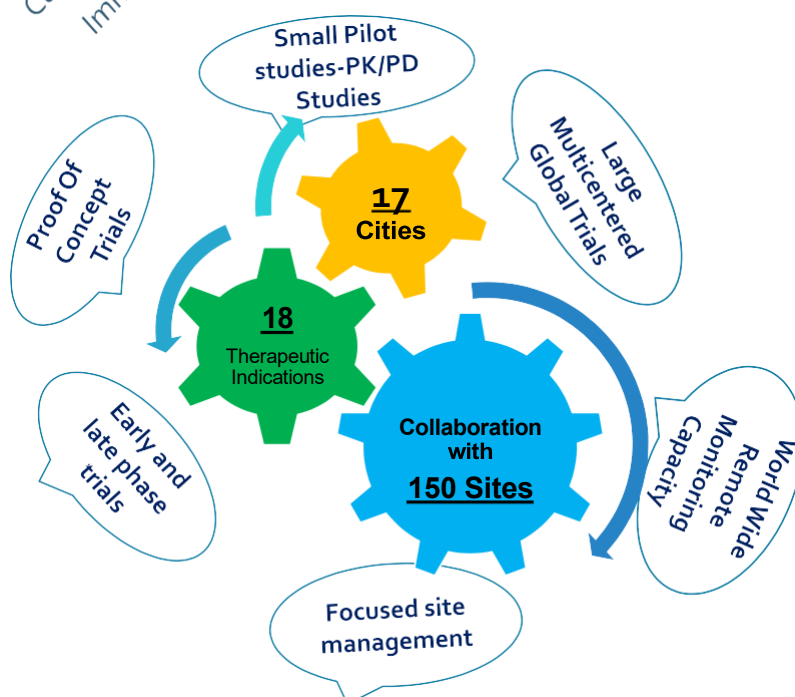 Small Pilot
studies-PK/PD
Studies
Large
Multicentered
Global Trials
Proof Of
Concept
Trials
17
Cities
18
Therapeutic
Indications
Early and
late phase
trials
Collaboration
with
150 Sites
World Wide
Remote
Monitoring
Capacity
Focused site
management